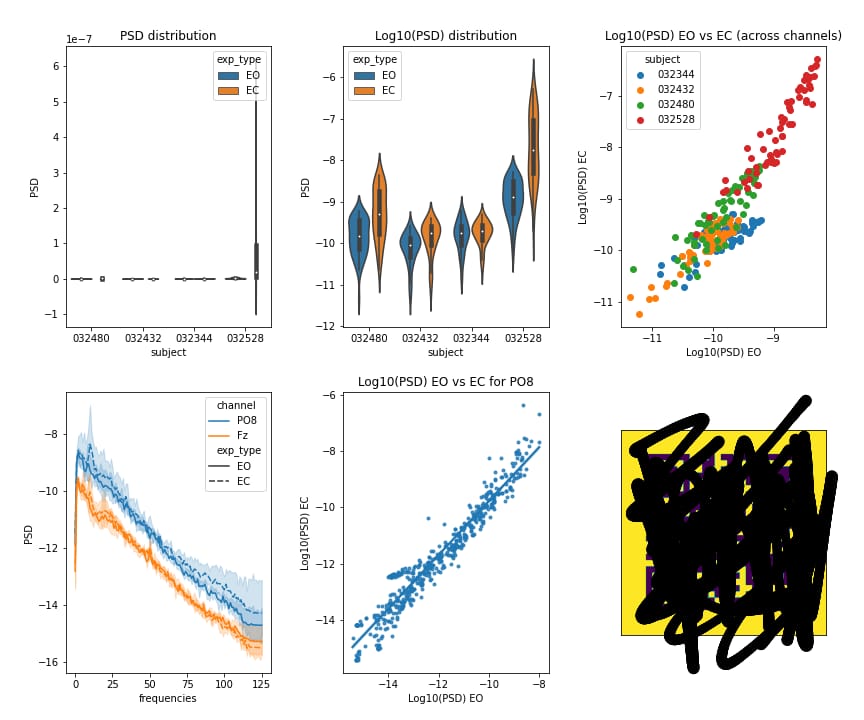 PSD distribution
1e−7
6
5
4
3
2
1
0
−1
PSD
exp_type
EO
EC
032480 032432 032344 032528
subject
Log10(PSD) distribution
−6
−7
−8
−9
−10
−11
−12
PSD
exp_type
EO
EC
032480 032432 032344 032528
subject
Log10(PSD) EO vs EC (across channels)
−7
−8
−9
−10
−11
Log10(PSD) EC
subject
032344
032432
032480
032528
−11 −10 −9
Log10(PSD) EO
−8
−10
−12
−14
−16
PSD
channel
PO8
Fz
exp_type
EO
EC
0 25 50 75 100 125
frequencies
Log10(PSD) EO vs EC for PO8
−6
−8
−10
−12
−14
Log10(PSD) EC
−14 −12 −10 −8
Log10(PSD) EO